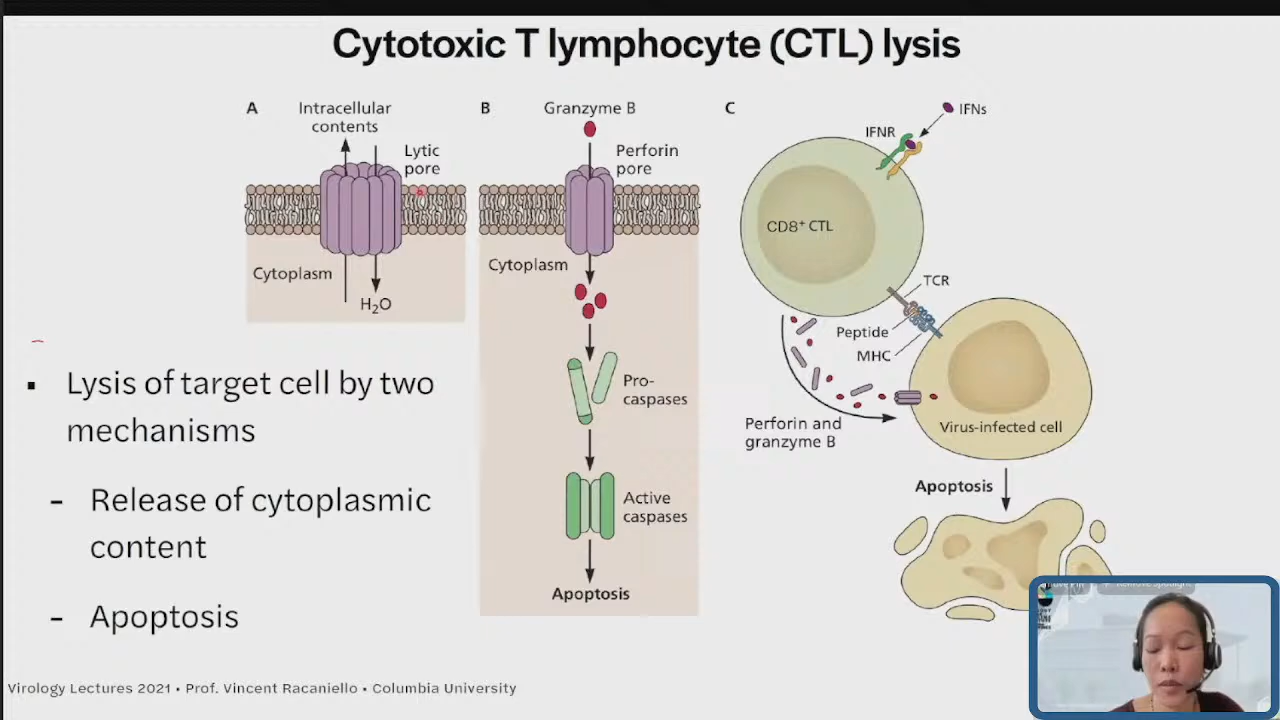 Cytotoxic T lymphocyte (CTL) lysis
A
Intracellular
contents
Lytic
pore
Cytoplasm
H₂O
B
Granzyme B
Perforin
pore
Cytoplasm
Pro-
caspases
Active
caspases
Apoptosis
C
IFNs
IFNR
CD8⁺ CTL
TCR
Peptide
MHC
Perforin and
granzyme B
Virus-infected cell
Apoptosis
▪ Lysis of target cell by two
mechanisms
- Release of cytoplasmic
content
- Apoptosis
Virology Lectures 2021 • Prof. Vincent Racaniello • Columbia University